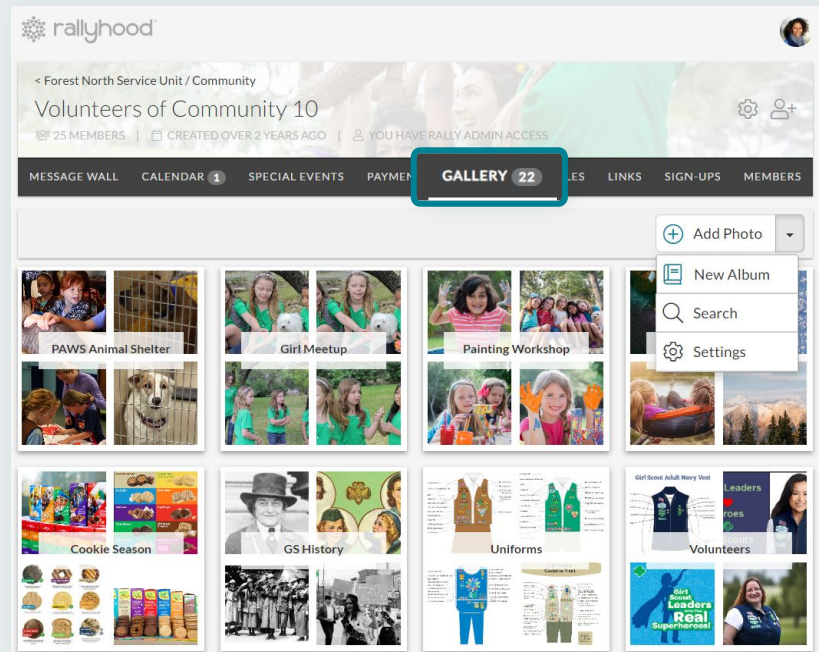 rallyhood
< Forest North Service Unit / Community
Volunteers of Community 10
25 MEMBERS | CREATED OVER 2 YEARS AGO | YOU HAVE RALLY ADMIN ACCESS
MESSAGE WALL CALENDAR 1 SPECIAL EVENTS PAYMEN GALLERY 22 LES LINKS SIGN-UPS MEMBERS
Add Photo
New Album
Search
Settings
PAWS Animal Shelter Girl Meetup Painting Workshop
Girl Scout Adult Navy Vest
Leaders
Cookie Season GS History Uniforms Volunteers
Girl
Scout
Leaders
Real
Superheroes!